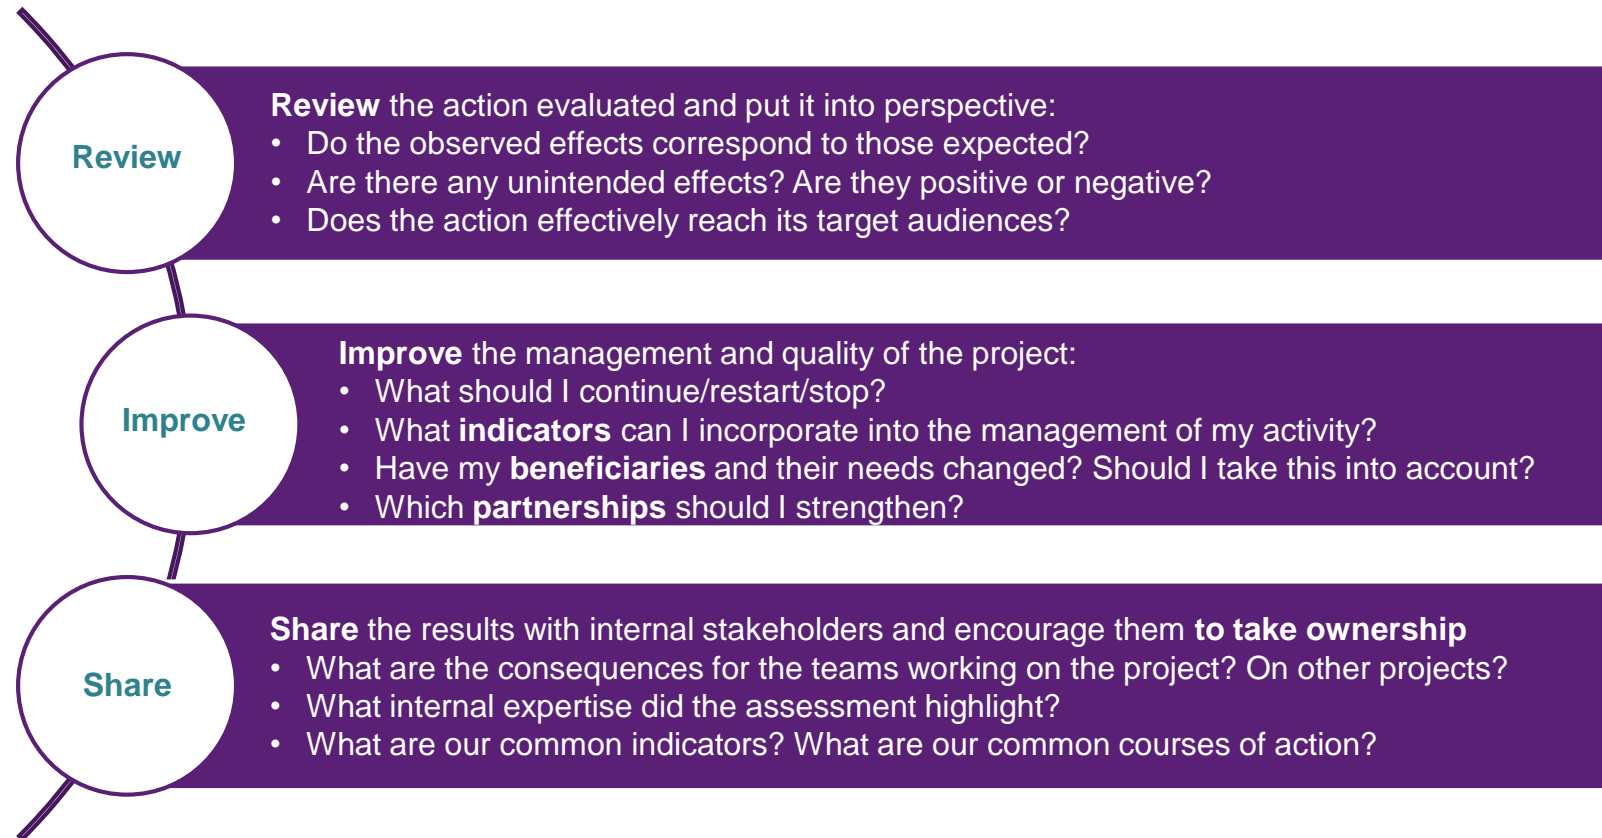 Review
Review the action evaluated and put it into perspective:
• Do the observed effects correspond to those expected?
• Are there any unintended effects? Are they positive or negative?
• Does the action effectively reach its target audiences?
Improve
Improve the management and quality of the project:
• What should I continue/restart/stop?
• What indicators can I incorporate into the management of my activity?
• Have my beneficiaries and their needs changed? Should I take this into account?
• Which partnerships should I strengthen?
Share
Share the results with internal stakeholders and encourage them to take ownership
• What are the consequences for the teams working on the project? On other projects?
• What internal expertise did the assessment highlight?
• What are our common indicators? What are our common courses of action?